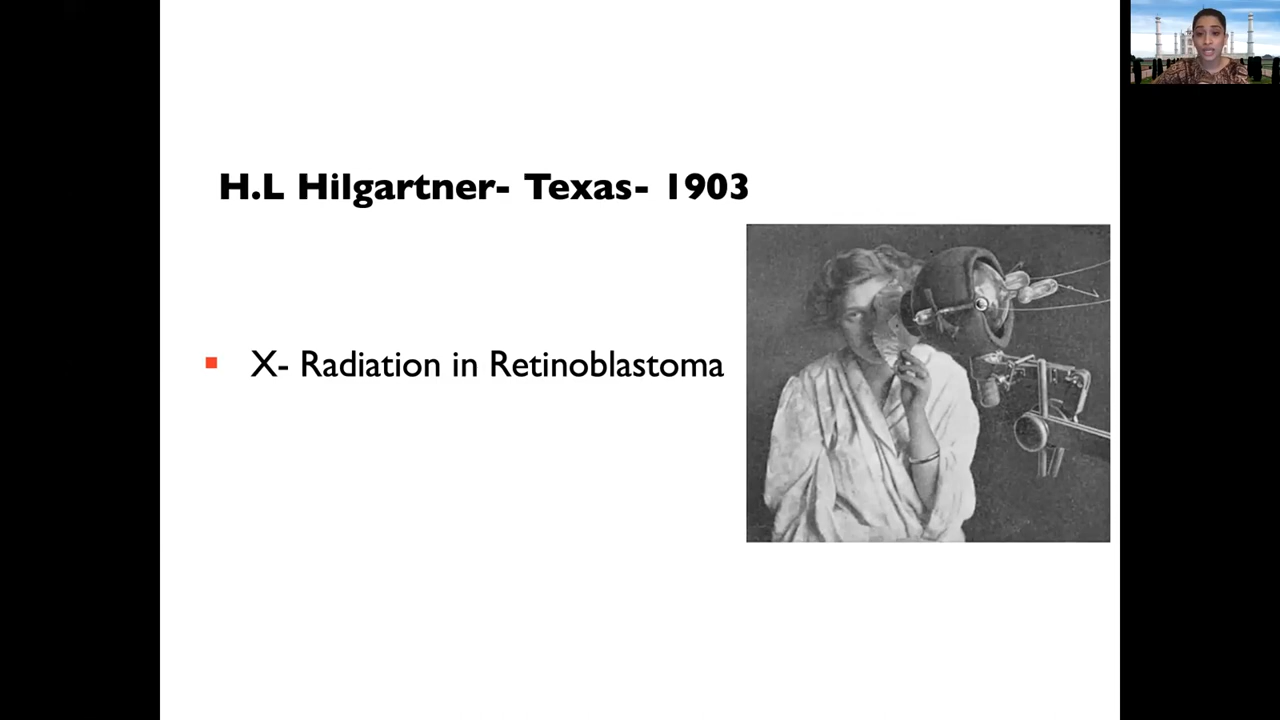 H.L Hilgartner- Texas- 1903
X- Radiation in Retinoblastoma